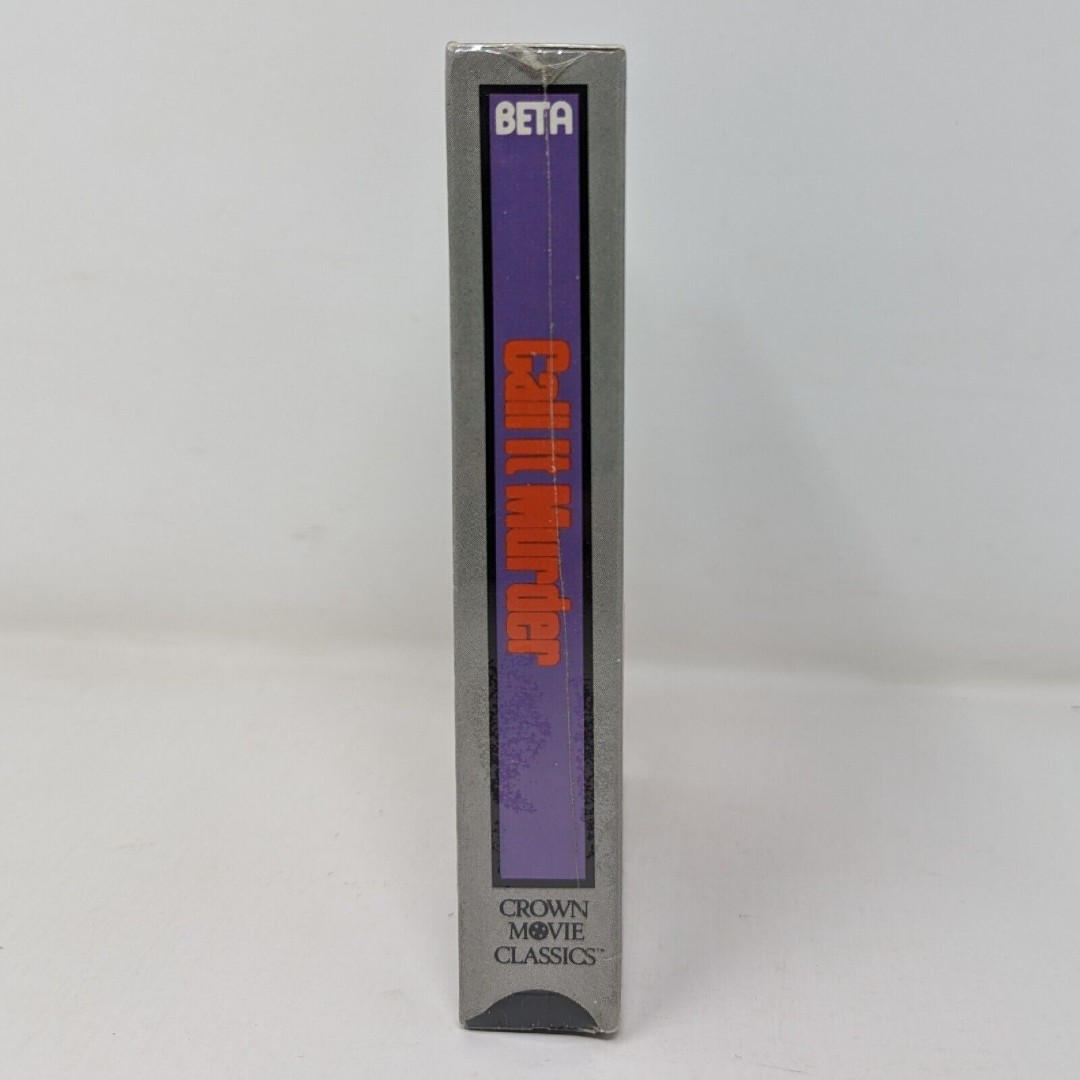 BETA
Call It Murder
CROWN
MOVIE
CLASSICS™